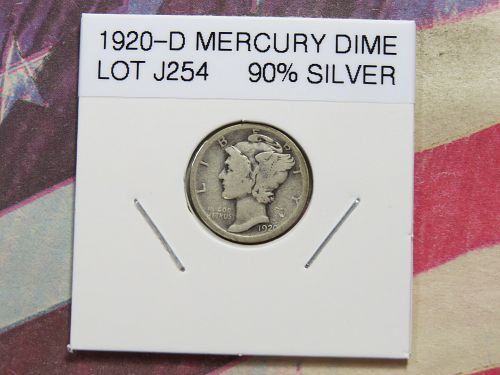 1920-D MERCURY DIME
LOT J254 90% SILVER
LIBERTY
IN GOD
WE TRUST
1920